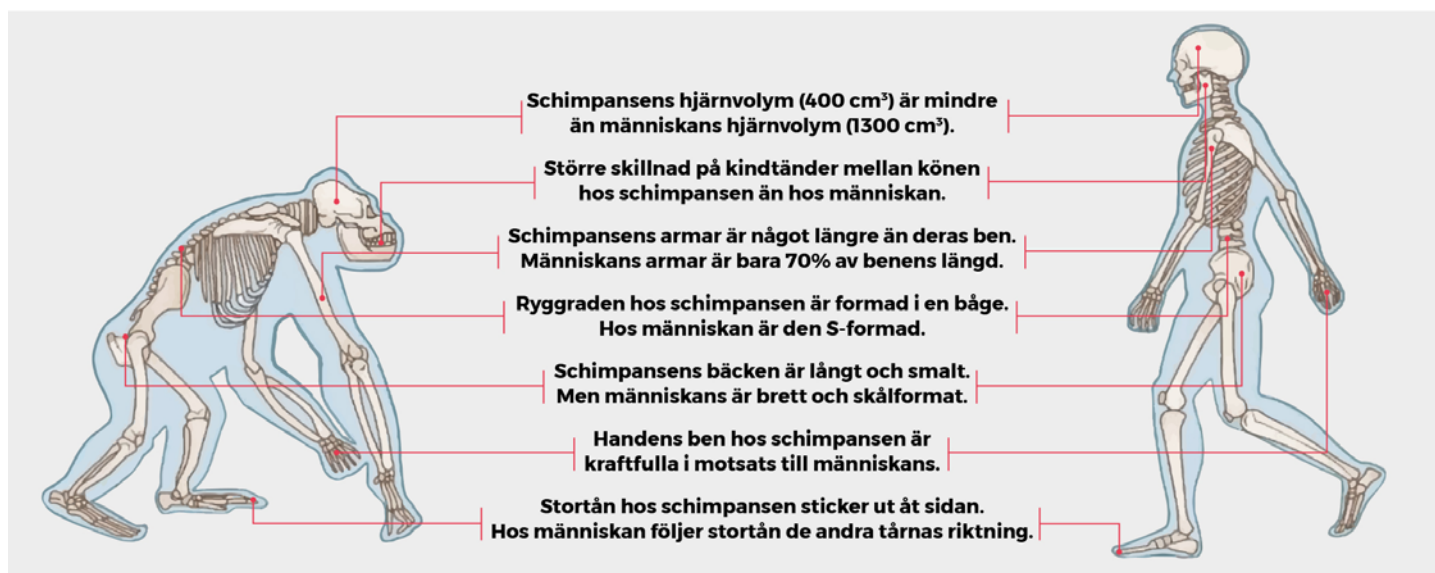 Schimpansens hjärnvolym (400 cm³) är mindre
än människans hjärnvolym (1300 cm³).
Större skillnad på kindtänder mellan könen
hos schimpansen än hos människan.
Schimpansens armar är något längre än deras ben.
Människans armar är bara 70% av benens längd.
Ryggraden hos schimpansen är formad i en båge.
Hos människan är den S-formad.
Schimpansens bäcken är långt och smalt.
Men människans är brett och skålformat.
Handens ben hos schimpansen är
kraftfulla i motsats till människans.
Stortån hos schimpansen sticker ut åt sidan.
Hos människan följer stortån de andra tårnas riktning.